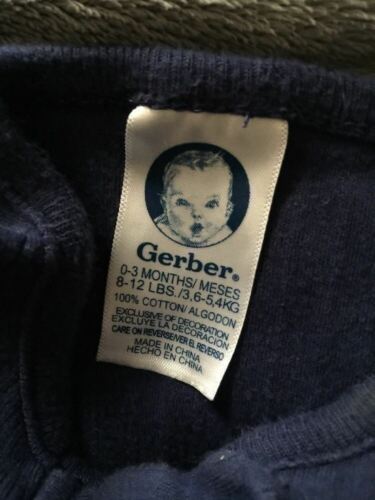 Gerber®
0-3 MONTHS/ MESES
8-12 LBS./3,6-5,4KG
100% COTTON/ ALGODON
EXCLUSIVE OF DECORATION
EXCLUYE LA DECORACIÓN
CARE ON REVERSE/VER EL REVERSO
MADE IN CHINA
HECHO EN CHINA